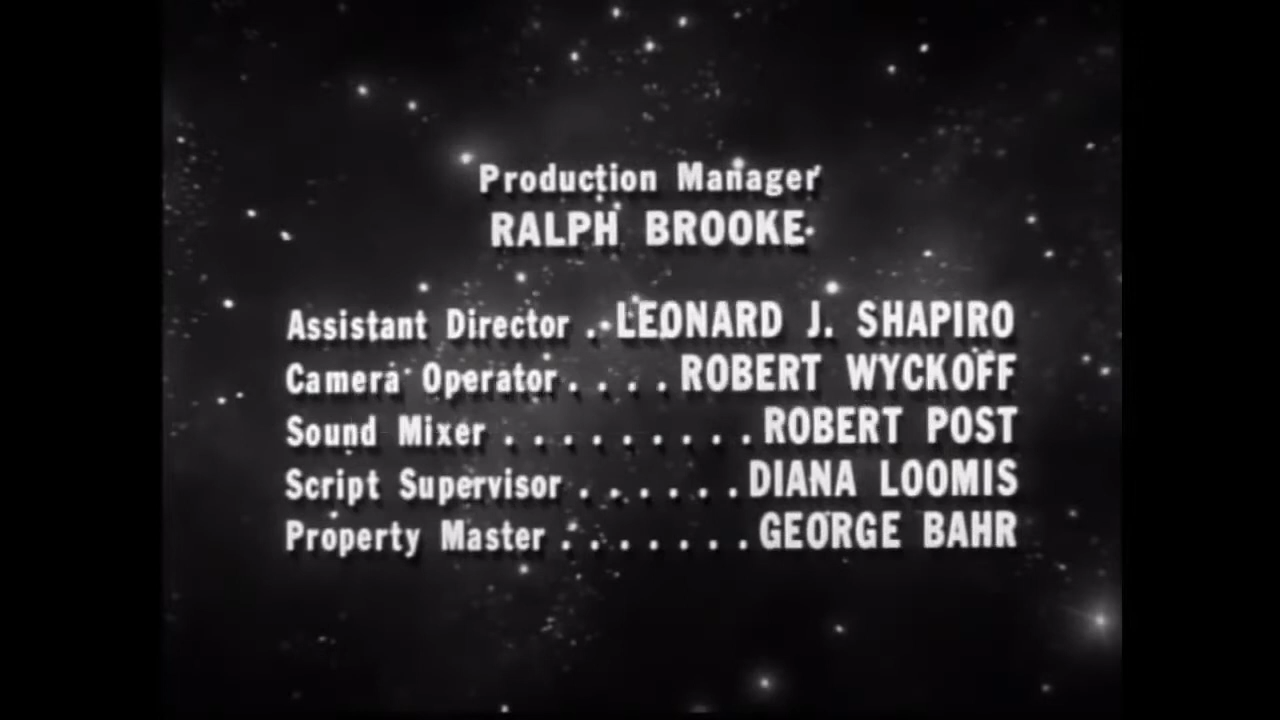 Production Manager
RALPH BROOKE
Assistant Director . . LEONARD J. SHAPIRO
Camera Operator . . . . ROBERT WYCKOFF
Sound Mixer . . . . . . . . . ROBERT POST
Script Supervisor . . . . . . DIANA LOOMIS
Property Master . . . . . . . GEORGE BAHR